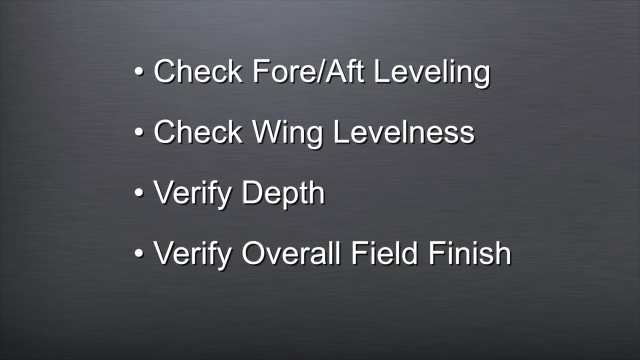 • Check Fore/Aft Leveling
• Check Wing Levelness
• Verify Depth
• Verify Overall Field Finish